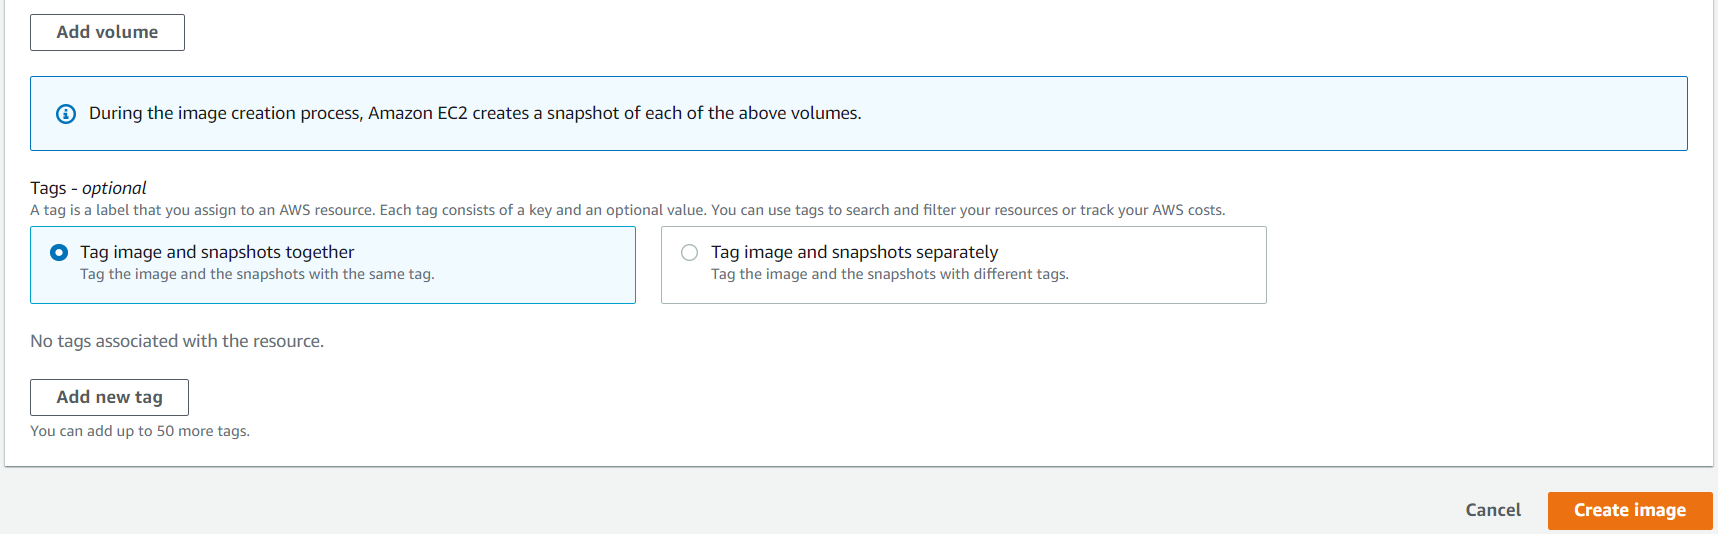 Add volume
During the image creation process, Amazon EC2 creates a snapshot of each of the above volumes.
Tags - optional
A tag is a label that you assign to an AWS resource. Each tag consists of a key and an optional value. You can use tags to search and filter your resources or track your AWS costs.
Tag image and snapshots together
Tag the image and the snapshots with the same tag.
Tag image and snapshots separately
Tag the image and the snapshots with different tags.
No tags associated with the resource.
Add new tag
You can add up to 50 more tags.
Cancel
Create image